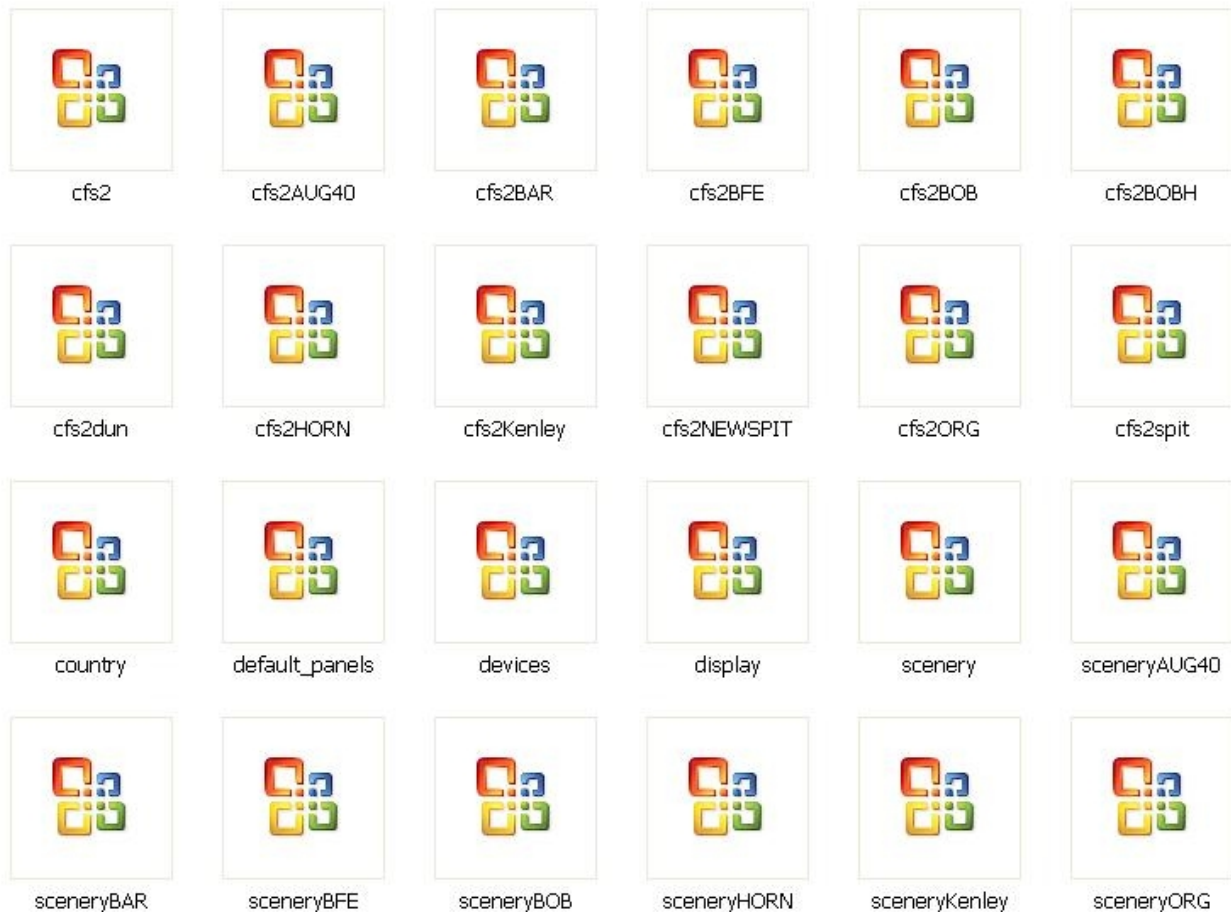 cfs2 cfs2AUG40 cfs2BAR cfs2BFE cfs2BOB cfs2BOBH
cfs2dun cfs2HORN cfs2Kenley cfs2NEWSPIT cfs2ORG cfs2spit
country default_panels devices display scenery sceneryAUG40
sceneryBAR sceneryBFE sceneryBOB sceneryHORN sceneryKenley sceneryORG